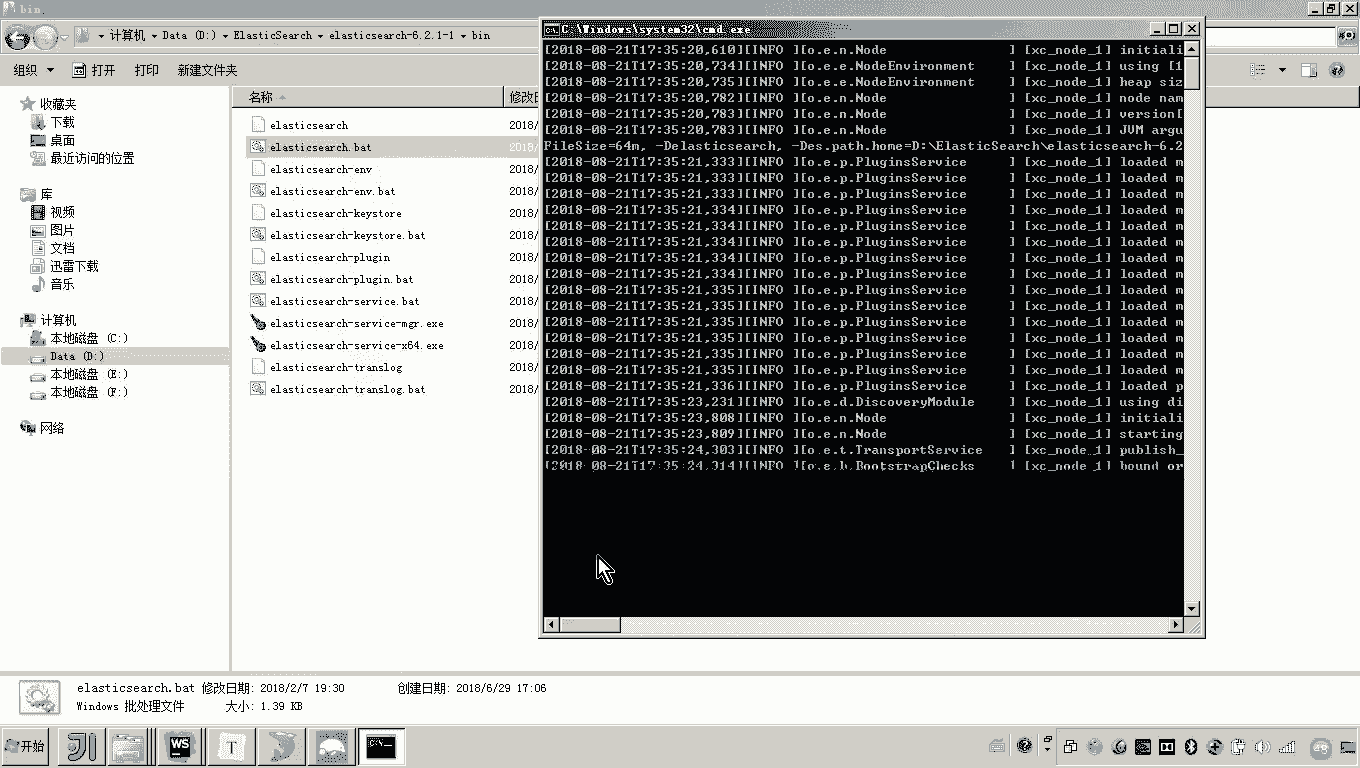 bin
计算机 Data (D:) ElasticSearch elasticsearch-6.2.1-1 bin
组织 打开 打印 新建文件夹
收藏夹
下载
桌面
最近访问的位置
库
视频
图片
文档
迅雷下载
音乐
计算机
本地磁盘 (C:)
Data (D:)
本地磁盘 (E:)
本地磁盘 (F:)
网络
名称 修改日
elasticsearch 2018/
elasticsearch.bat 2018/
elasticsearch-env 2018/
elasticsearch-env.bat 2018/
elasticsearch-keystore 2018/
elasticsearch-keystore.bat 2018/
elasticsearch-plugin 2018/
elasticsearch-plugin.bat 2018/
elasticsearch-service.bat 2018/
elasticsearch-service-mgr.exe 2018/
elasticsearch-service-x64.exe 2018/
elasticsearch-translog 2018/
elasticsearch-translog.bat 2018/
C:\Windows\system32\cmd.exe
[2018-08-21T17:35:20,610][INFO ][o.e.n.Node ] [xc_node_1] initiali
[2018-08-21T17:35:20,734][INFO ][o.e.e.NodeEnvironment ] [xc_node_1] using [1
[2018-08-21T17:35:20,735][INFO ][o.e.e.NodeEnvironment ] [xc_node_1] heap siz
[2018-08-21T17:35:20,782][INFO ][o.e.n.Node ] [xc_node_1] node nam
[2018-08-21T17:35:20,783][INFO ][o.e.n.Node ] [xc_node_1] version[
[2018-08-21T17:35:20,783][INFO ][o.e.n.Node ] [xc_node_1] JVM argu
FileSize=64m, -Delasticsearch, -Des.path.home=D:\ElasticSearch\elasticsearch-6.2
[2018-08-21T17:35:21,333][INFO ][o.e.p.PluginsService ] [xc_node_1] loaded m
[2018-08-21T17:35:21,333][INFO ][o.e.p.PluginsService ] [xc_node_1] loaded m
[2018-08-21T17:35:21,333][INFO ][o.e.p.PluginsService ] [xc_node_1] loaded m
[2018-08-21T17:35:21,334][INFO ][o.e.p.PluginsService ] [xc_node_1] loaded m
[2018-08-21T17:35:21,334][INFO ][o.e.p.PluginsService ] [xc_node_1] loaded m
[2018-08-21T17:35:21,334][INFO ][o.e.p.PluginsService ] [xc_node_1] loaded m
[2018-08-21T17:35:21,334][INFO ][o.e.p.PluginsService ] [xc_node_1] loaded m
[2018-08-21T17:35:21,334][INFO ][o.e.p.PluginsService ] [xc_node_1] loaded m
[2018-08-21T17:35:21,335][INFO ][o.e.p.PluginsService ] [xc_node_1] loaded m
[2018-08-21T17:35:21,335][INFO ][o.e.p.PluginsService ] [xc_node_1] loaded m
[2018-08-21T17:35:21,335][INFO ][o.e.p.PluginsService ] [xc_node_1] loaded m
[2018-08-21T17:35:21,335][INFO ][o.e.p.PluginsService ] [xc_node_1] loaded m
[2018-08-21T17:35:21,335][INFO ][o.e.p.PluginsService ] [xc_node_1] loaded m
[2018-08-21T17:35:21,335][INFO ][o.e.p.PluginsService ] [xc_node_1] loaded m
[2018-08-21T17:35:21,336][INFO ][o.e.p.PluginsService ] [xc_node_1] loaded p
[2018-08-21T17:35:23,231][INFO ][o.e.d.DiscoveryModule ] [xc_node_1] using di
[2018-08-21T17:35:23,808][INFO ][o.e.n.Node ] [xc_node_1] initiali
[2018-08-21T17:35:23,809][INFO ][o.e.n.Node ] [xc_node_1] starting
[2018-08-21T17:35:24,303][INFO ][o.e.t.TransportService ] [xc_node_1] publish_
[2018-08-21T17:35:24,314][INFO ][o.e.b.BootstrapChecks ] [xc_node_1] bound or
elasticsearch.bat 修改日期: 2018/2/7 19:30 创建日期: 2018/6/29 17:06
Windows 批处理文件 大小: 1.39 KB
开始 WS T C:\